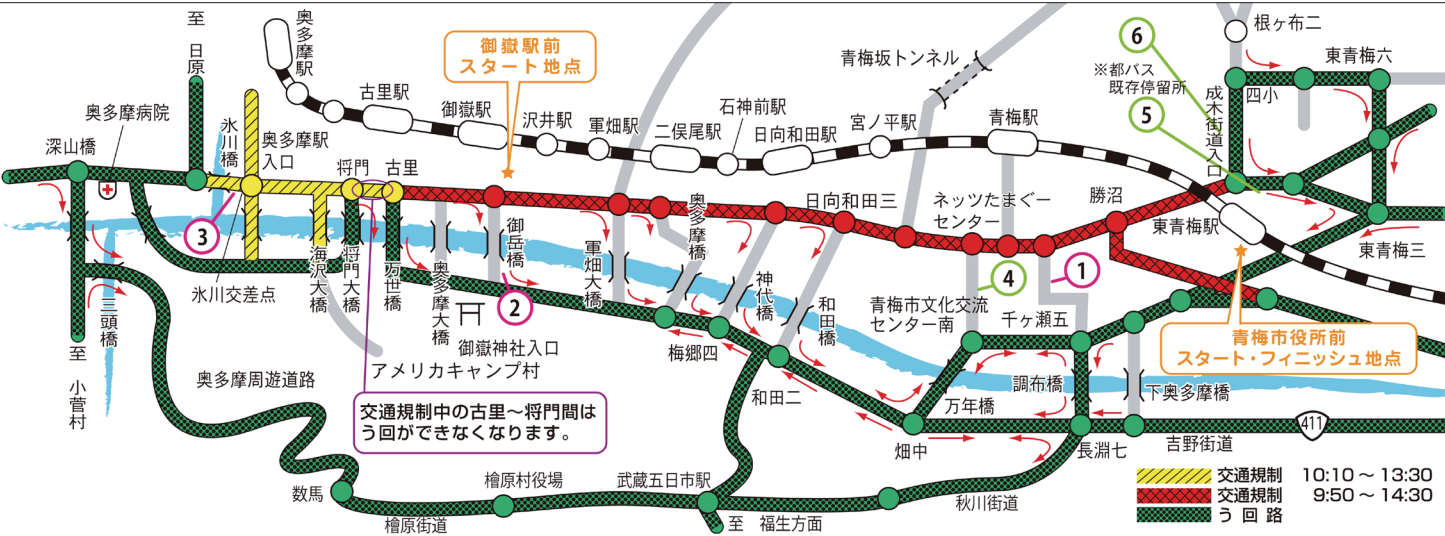 至 日原
奥多摩駅
御嶽駅前
スタート地点
青梅坂トンネル
6
※都バス
既存停留所
5
根ヶ布二
東青梅六
四小
成木街道入口
深山橋
奥多摩病院
氷川橋
奥多摩駅
入口
古里駅
御嶽駅
沢井駅
軍畑駅
二俣尾駅
石神前駅
日向和田駅
宮ノ平駅
青梅駅
将門
古里
奥多摩橋
日向和田三
ネッツたまぐー
センター
勝沼
東青梅駅
東青梅三
3
氷川交差点
海沢大橋
将門大橋
万世橋
奥多摩大橋
御岳橋
2
軍畑大橋
神代橋
和田橋
4
1
青梅市文化交流
センター南
千ヶ瀬五
青梅市役所前
スタート・フィニッシュ地点
三頭橋
至 小菅村
御嶽神社入口
アメリカキャンプ村
梅郷四
和田二
万年橋
調布橋
下奥多摩橋
奥多摩周遊道路
交通規制中の古里～将門間は
う回ができなくなります。
畑中
長淵七
吉野街道
411
数馬
檜原村役場
武蔵五日市駅
秋川街道
檜原街道
至 福生方面
交通規制 10:10～13:30
交通規制 9:50～14:30
う回路